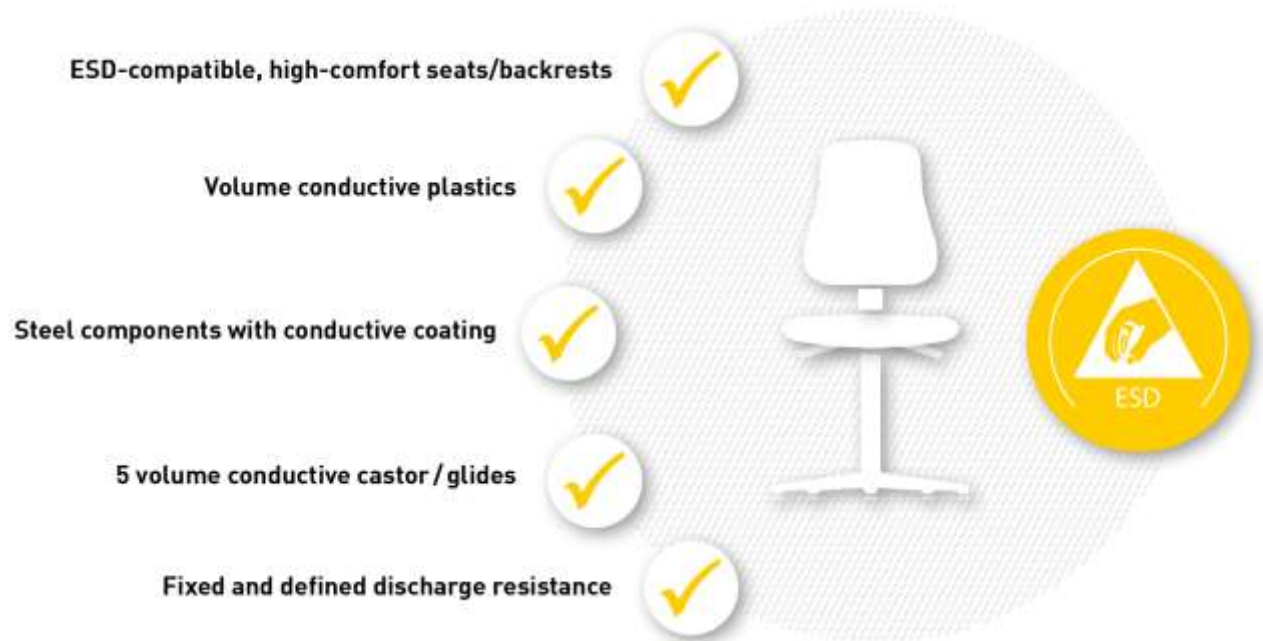 ESD-compatible, high-comfort seats/backrests
Volume conductive plastics
Steel components with conductive coating
ESD
5 volume conductive castor / glides
Fixed and defined discharge resistance